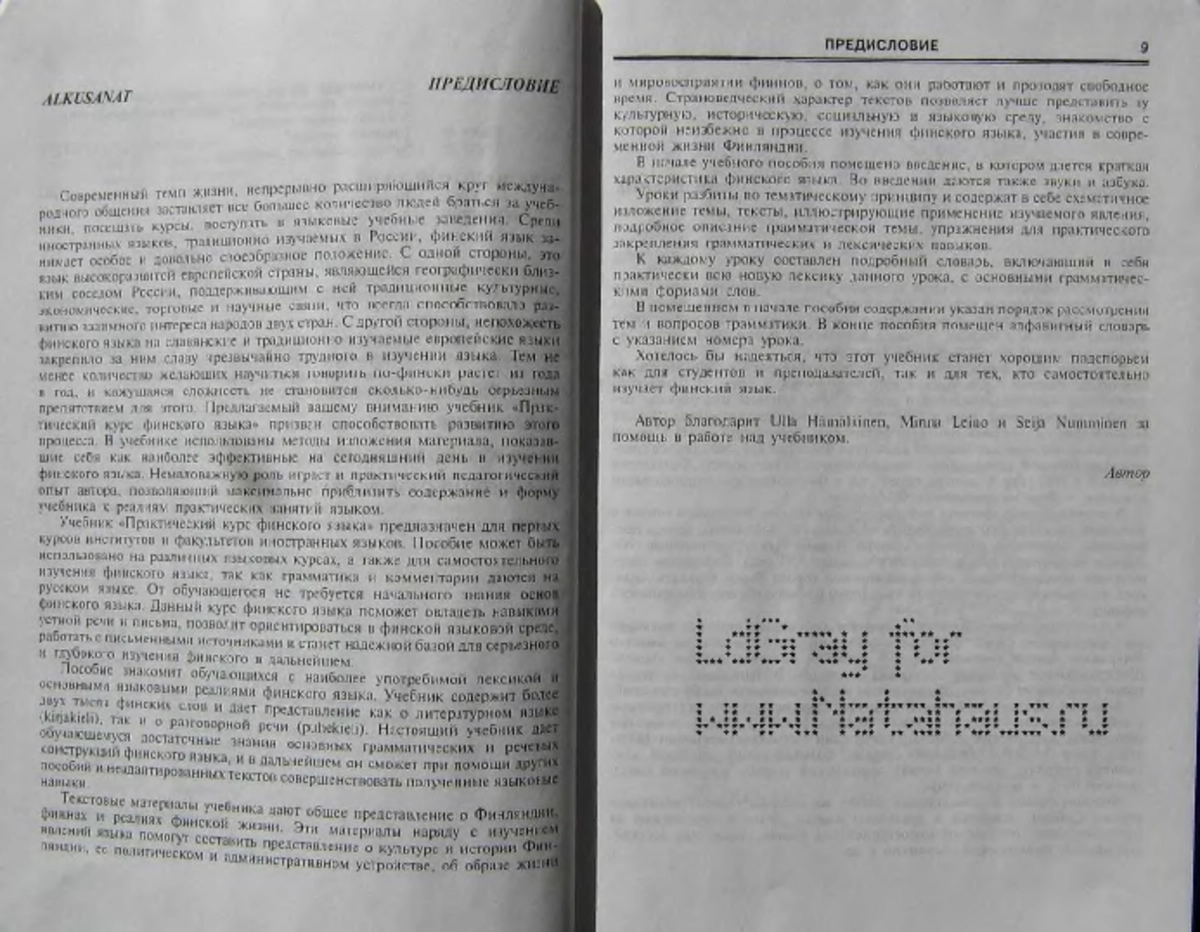 ALKUSANAT
ПРЕДИСЛОВИЕ
Современный темп жизни, непрерывно расширяющийся круг междуна-
родного общения заставляет все большее количество людей браться за учеб-
ники, посещать курсы, поступать в языковые учебные заведения. Среди
иностранных языков, традиционно изучаемых в России, финский язык за-
нимает особое и довольно своеобразное положение. С одной стороны, это
язык высокоразвитой европейской страны, являющейся географически близ-
ким соседом России, поддерживающим с ней традиционные культурные,
экономические, торговые и научные связи, что всегда способствовало раз-
витию взаимного интереса народов двух стран. С другой стороны, непохожесть
финского языка на славянские и традиционно изучаемые европейские языки
закрепило за ним славу чрезвычайно трудного в изучении языка. Тем не
менее количество желающих научиться говорить по-фински растет из года
в год, и кажущаяся сложность не становится сколько-нибудь серьезным
препятствием для этого. Предлагаемый вашему вниманию учебник «Прак-
тический курс финского языка» призван способствовать развитию этого
процесса. В учебнике использованы методы изложения материала, показав-
шие себя как наиболее эффективные на сегодняшний день в изучении
финского языка. Немаловажную роль играет и практический педагогический
опыт автора, позволяющий максимально приблизить содержание и форму
учебника к реалиям практических занятий языком.
Учебник «Практический курс финского языка» предназначен для первых
курсов институтов и факультетов иностранных языков. Пособие может быть
использовано на различных языковых курсах, а также для самостоятельного
изучения финского языка, так как грамматика и комментарии даются на
русском языке. От обучающегося не требуется начального знания основ
финского языка. Данный курс финского языка поможет овладеть навыками
устной речи и письма, позволит ориентироваться в финской языковой среде,
работать с письменными источниками и станет надежной базой для серьезного
и глубокого изучения финского в дальнейшем.
Пособие знакомит обучающихся с наиболее употребимой лексикой и
основными языковыми реалиями финского языка. Учебник содержит более
двух тысяч финских слов и дает представление как о литературном языке
(kirjakieli), так и о разговорной речи (puhekieli). Настоящий учебник дает
обучающемуся достаточные знания основных грамматических и речевых
конструкций финского языка, и в дальнейшем он сможет при помощи других
пособий и неадаптированных текстов совершенствовать полученные языковые
навыки.
Текстовые материалы учебника дают общее представление о Финляндии,
финнах и реалиях финской жизни. Эти материалы наряду с изучением
явлений языка помогут составить представление о культуре и истории Фин-
ляндии, ее политическом и административном устройстве, об образе жизни
ПРЕДИСЛОВИЕ 9
и мировосприятии финнов, о том, как они работают и проводят свободное
время. Страноведческий характер текстов позволяет лучше представить ту
культурную, историческую, социальную и языковую среду, знакомство с
которой неизбежно в процессе изучения финского языка, участия в совре-
менной жизни Финляндии.
В начале учебного пособия помещено введение, в котором дается краткая
характеристика финского языка. Во введении даются также звуки и азбука.
Уроки разбиты по тематическому принципу и содержат в себе схематичное
изложение темы, тексты, иллюстрирующие применение изучаемого явления,
подробное описание грамматической темы, упражнения для практического
закрепления грамматических и лексических навыков.
К каждому уроку составлен подробный словарь, включающий в себя
практически всю новую лексику данного урока, с основными грамматичес-
кими формами слов.
В помещенном в начале пособия содержании указан порядок рассмотрения
тем и вопросов грамматики. В конце пособия помещен алфавитный словарь
с указанием номера урока.
Хотелось бы надеяться, что этот учебник станет хорошим подспорьем
как для студентов и преподавателей, так и для тех, кто самостоятельно
изучает финский язык.
Автор благодарит Ulla Hämäläinen, Minna Leino и Seija Numminen за
помощь в работе над учебником.
Автор
LdGray for
www.Natahaus.ru